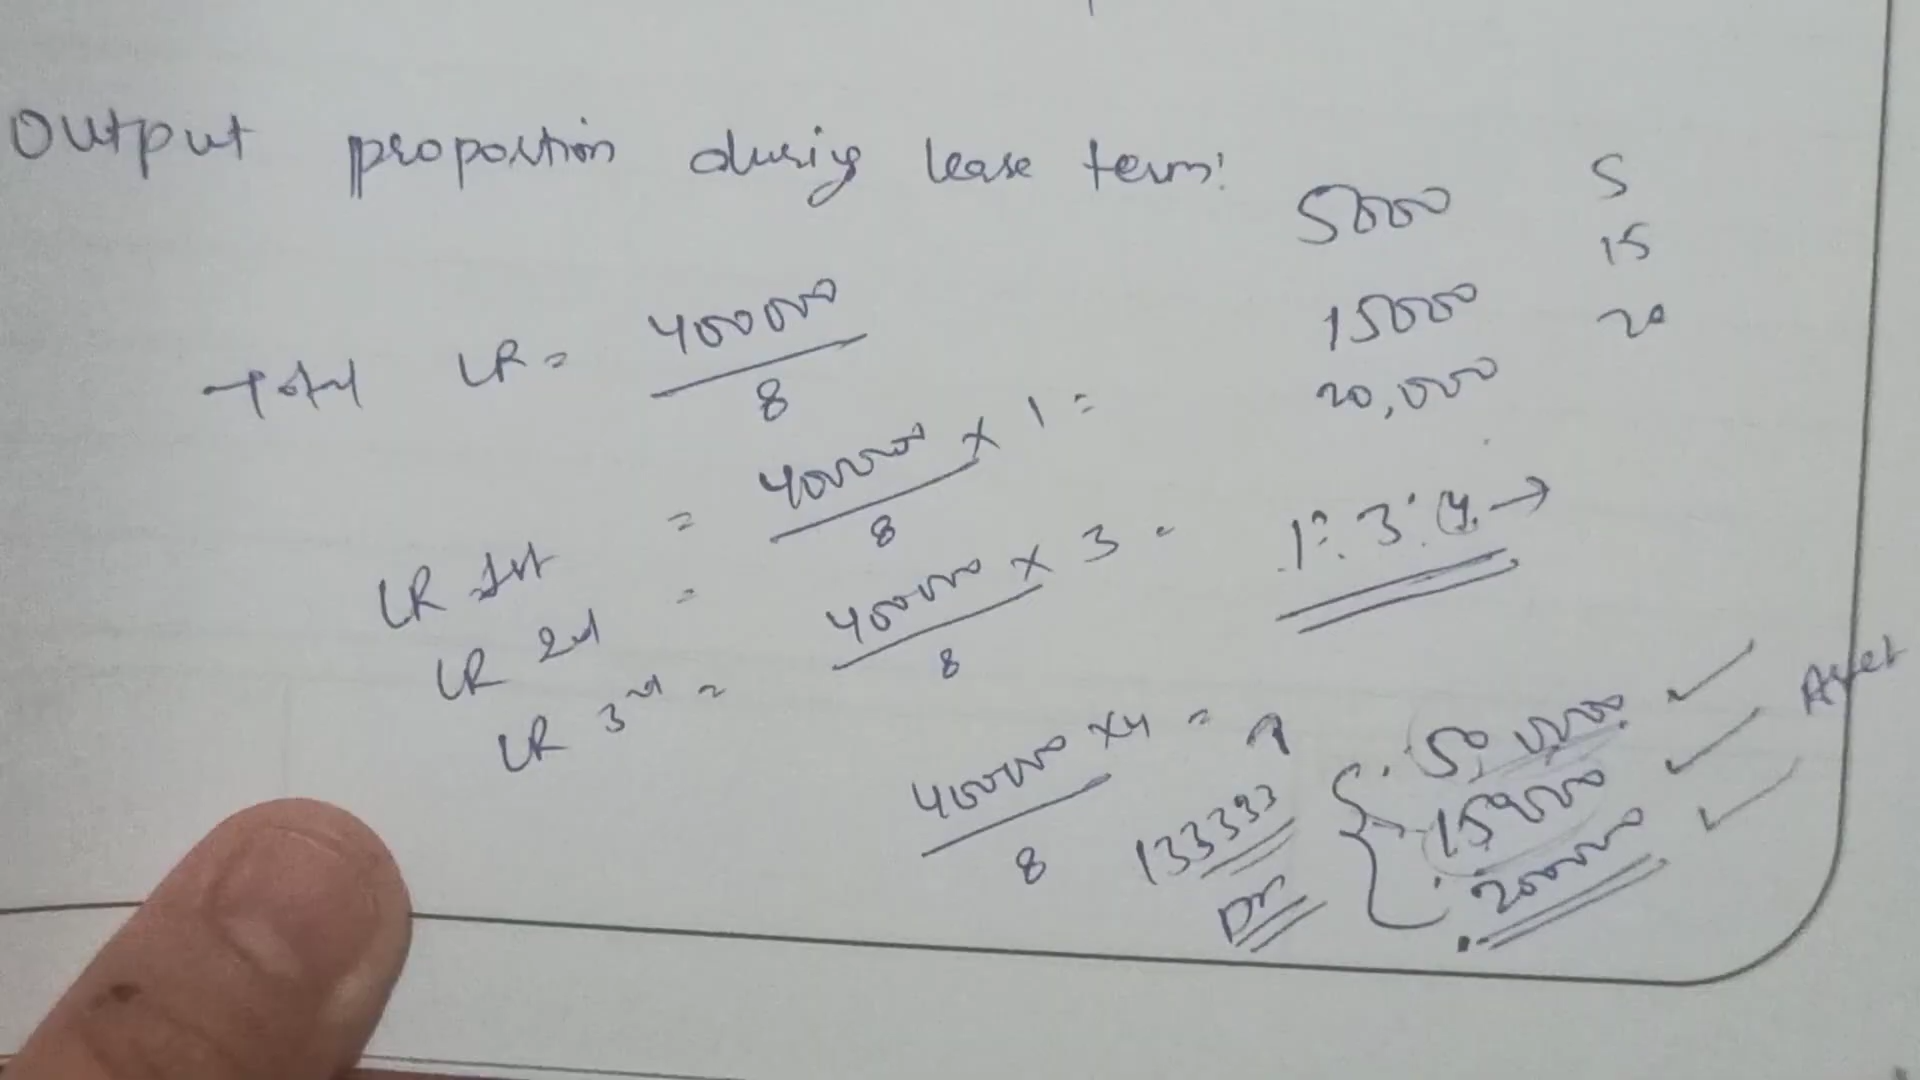 Output proportion during lease term:
5000 5
15000 15
20,000 20
Total LR = 400000
8
LR 1st = 400000 × 1 =
8
LR 2nd = 400000 × 3 =
8
1:3:4 →
LR 3rd =
400000 × 4 = ?
8
133333
Dr
50,000 ✓
150000 ✓
200000 ✓